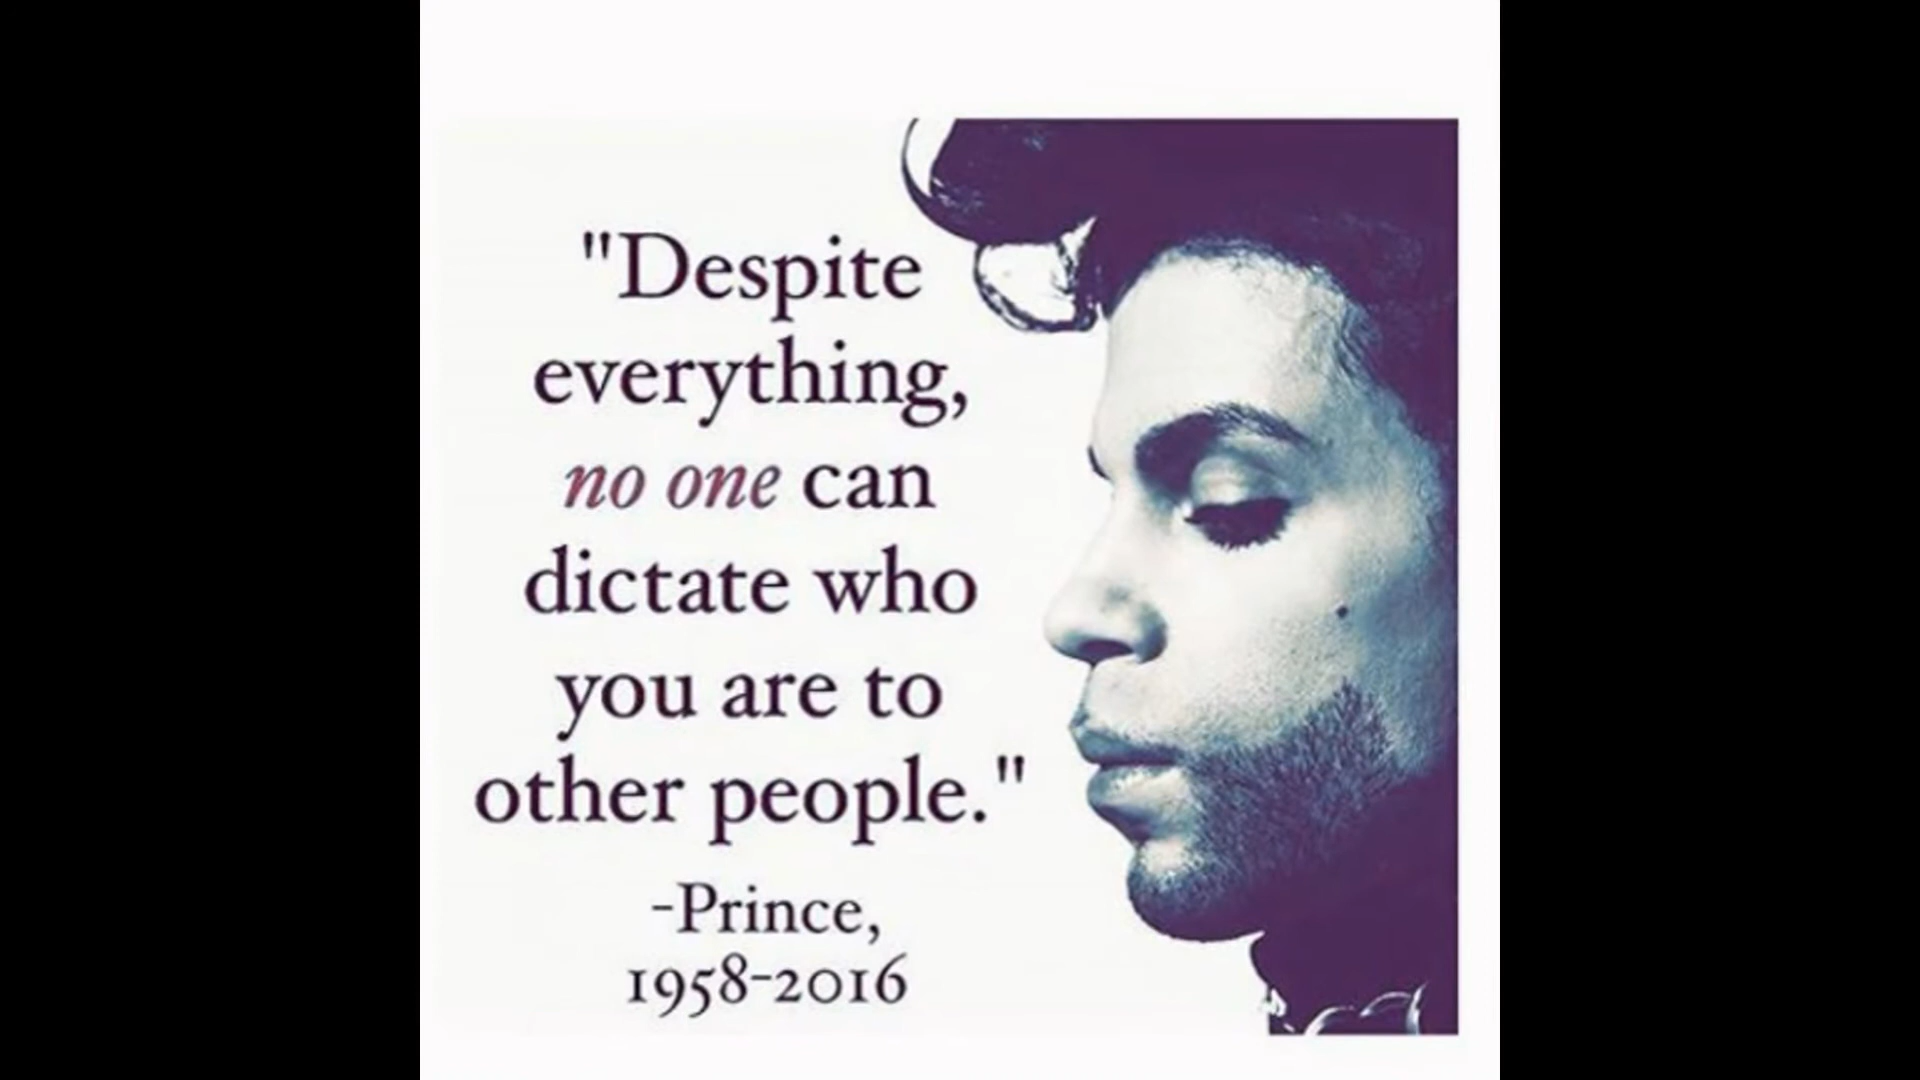 "Despite
everything,
no one can
dictate who
you are to
other people."
-Prince,
1958-2016